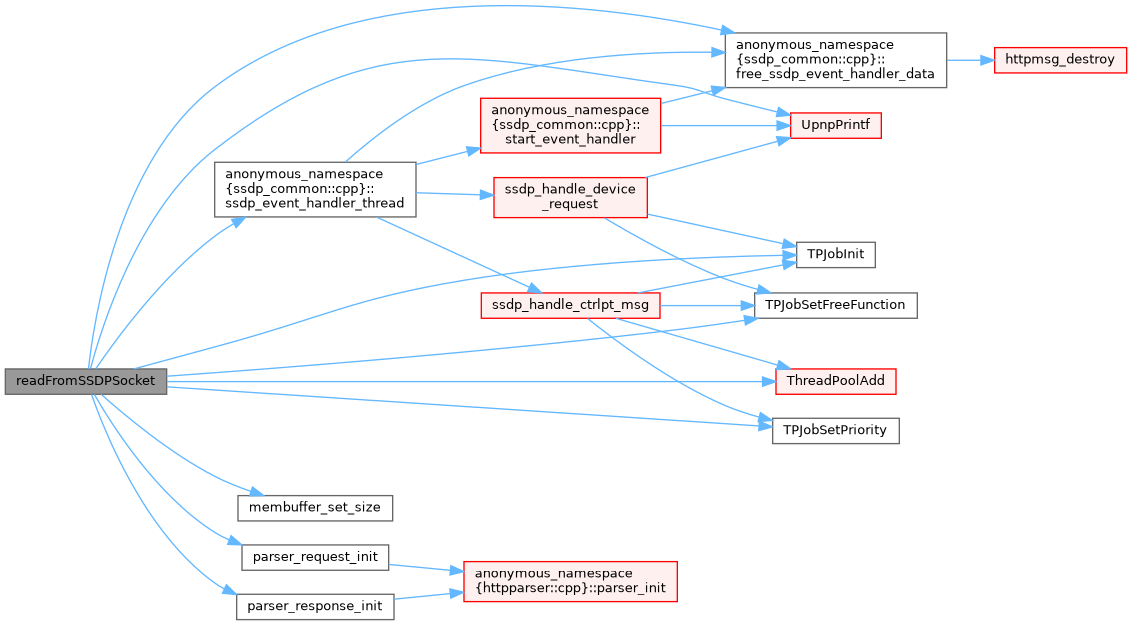 anonymous_namespace
{ssdp_common::cpp}::
free_ssdp_event_handler_data
httpmsg_destroy
anonymous_namespace
{ssdp_common::cpp}::
start_event_handler
UpnpPrintf
anonymous_namespace
{ssdp_common::cpp}::
ssdp_event_handler_thread
ssdp_handle_device
_request
TPJobInit
ssdp_handle_ctrlpt_msg
TPJobSetFreeFunction
readFromSSDPSocket
ThreadPoolAdd
TPJobSetPriority
membuffer_set_size
parser_request_init
anonymous_namespace
{httpparser::cpp}::parser_init
parser_response_init